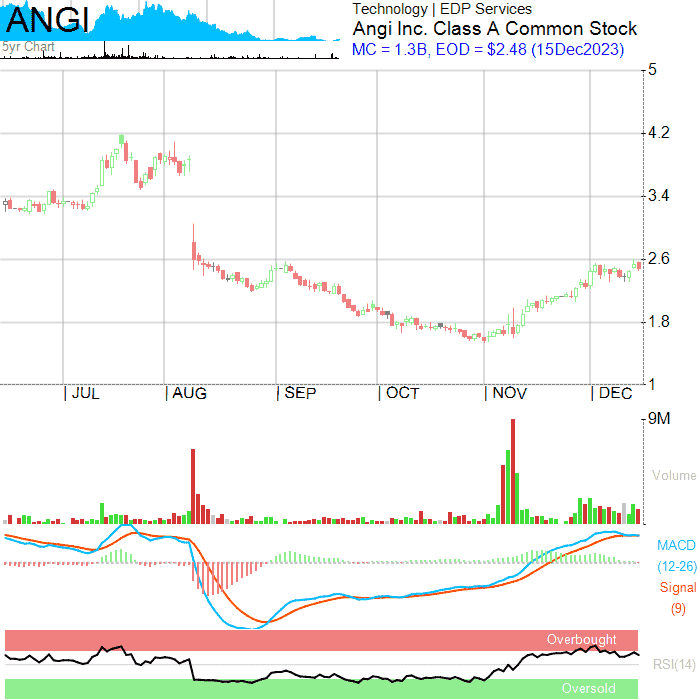 ANGI
5yr Chart
Technology | EDP Services
Angi Inc. Class A Common Stock
MC = 1.3B, EOD = $2.48 (15Dec2023)
5
4.2
3.4
2.6
1.8
1
| JUL | AUG | SEP | OCT | NOV | DEC
9M
Volume
MACD
(12-26)
Signal
(9)
Overbought
RSI(14)
Oversold